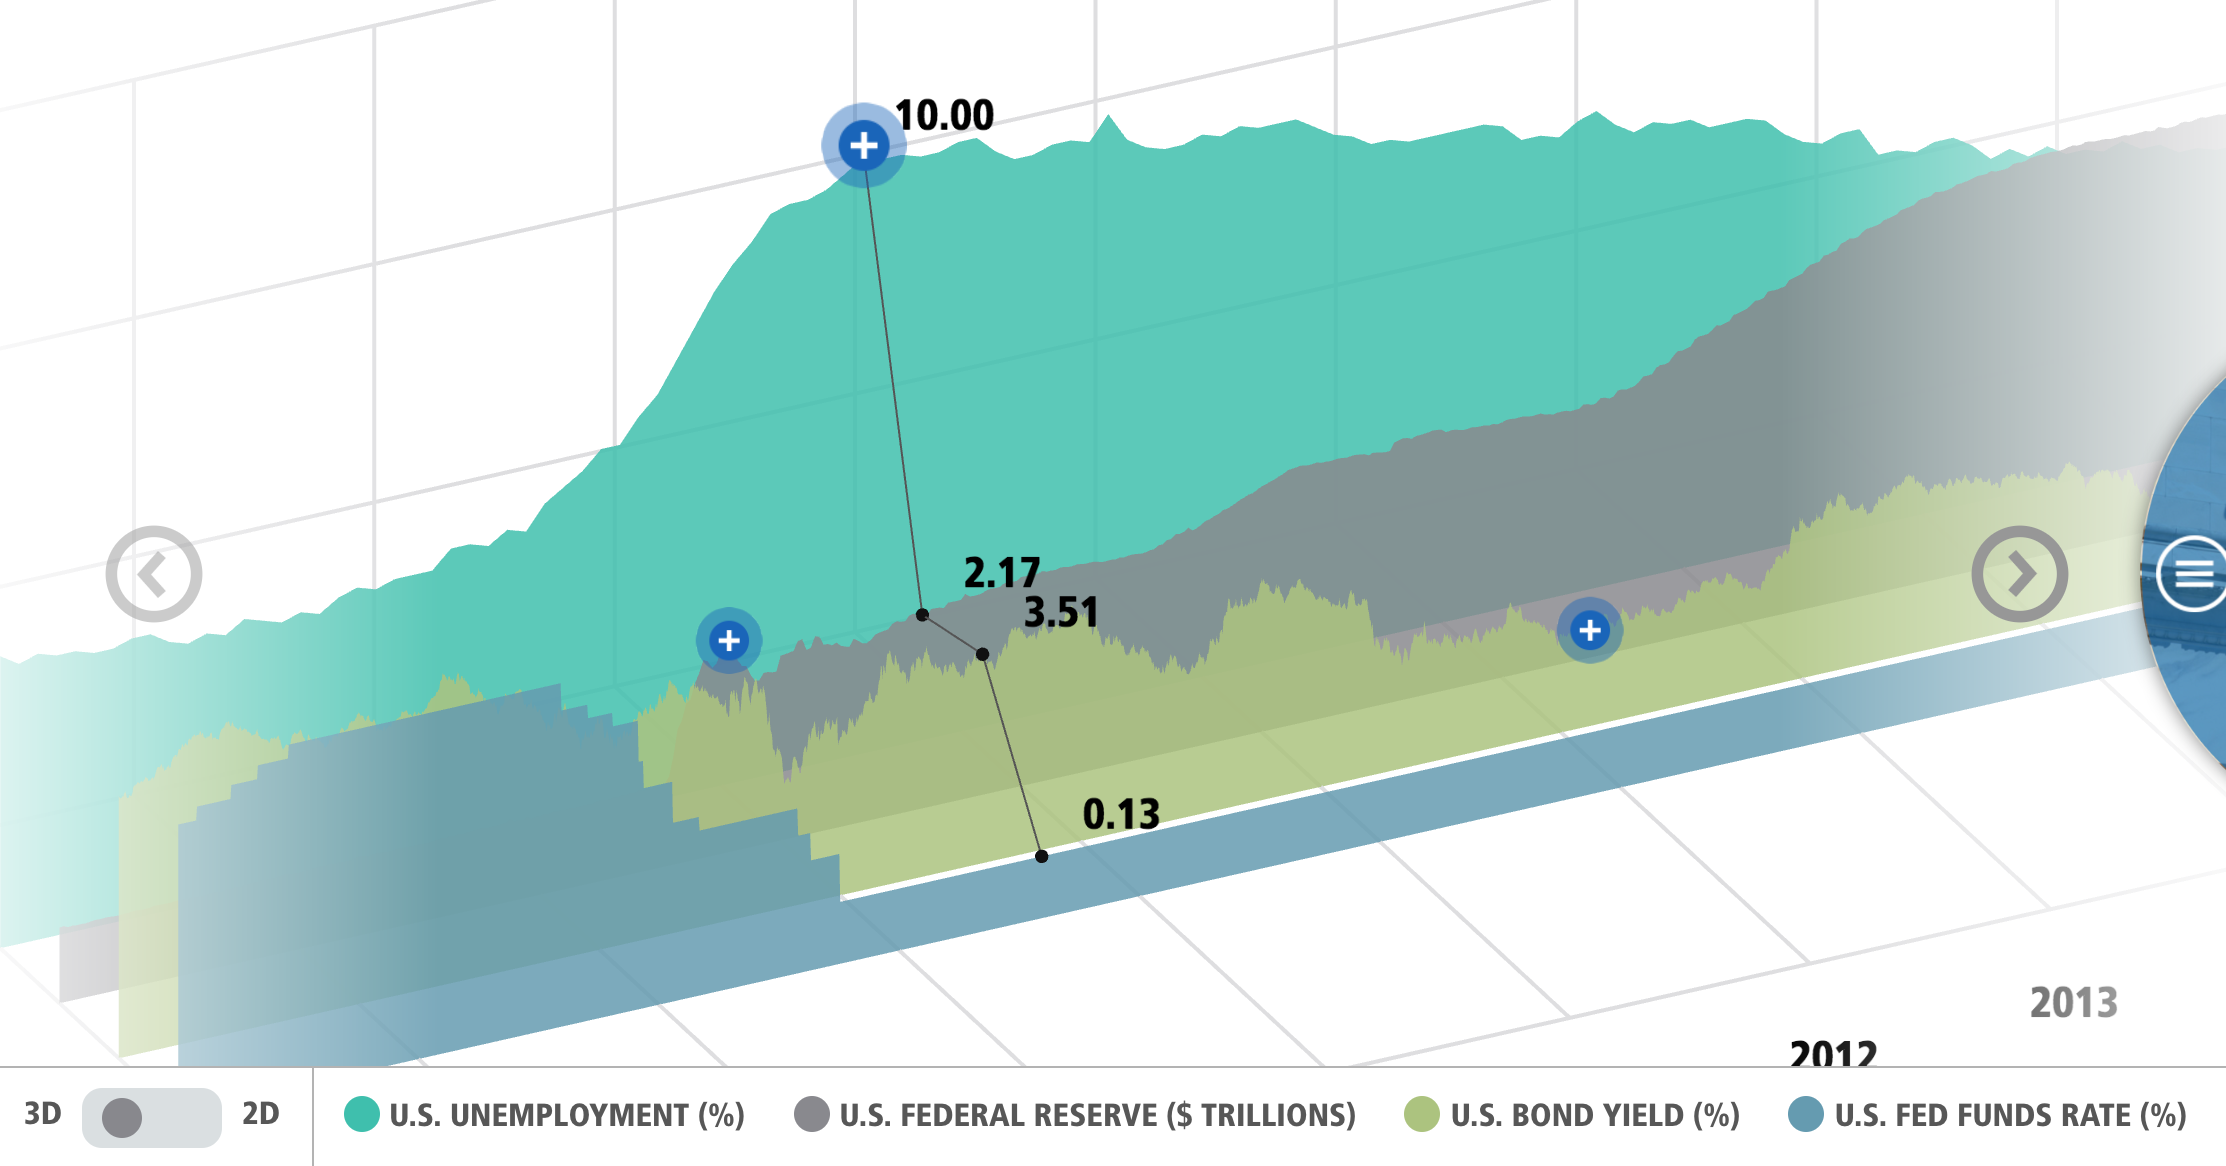 10.00
2.17
3.51
0.13
2013
2012
3D
2D
U.S. UNEMPLOYMENT (%)
U.S. FEDERAL RESERVE ($ TRILLIONS)
U.S. BOND YIELD (%)
U.S. FED FUNDS RATE (%)